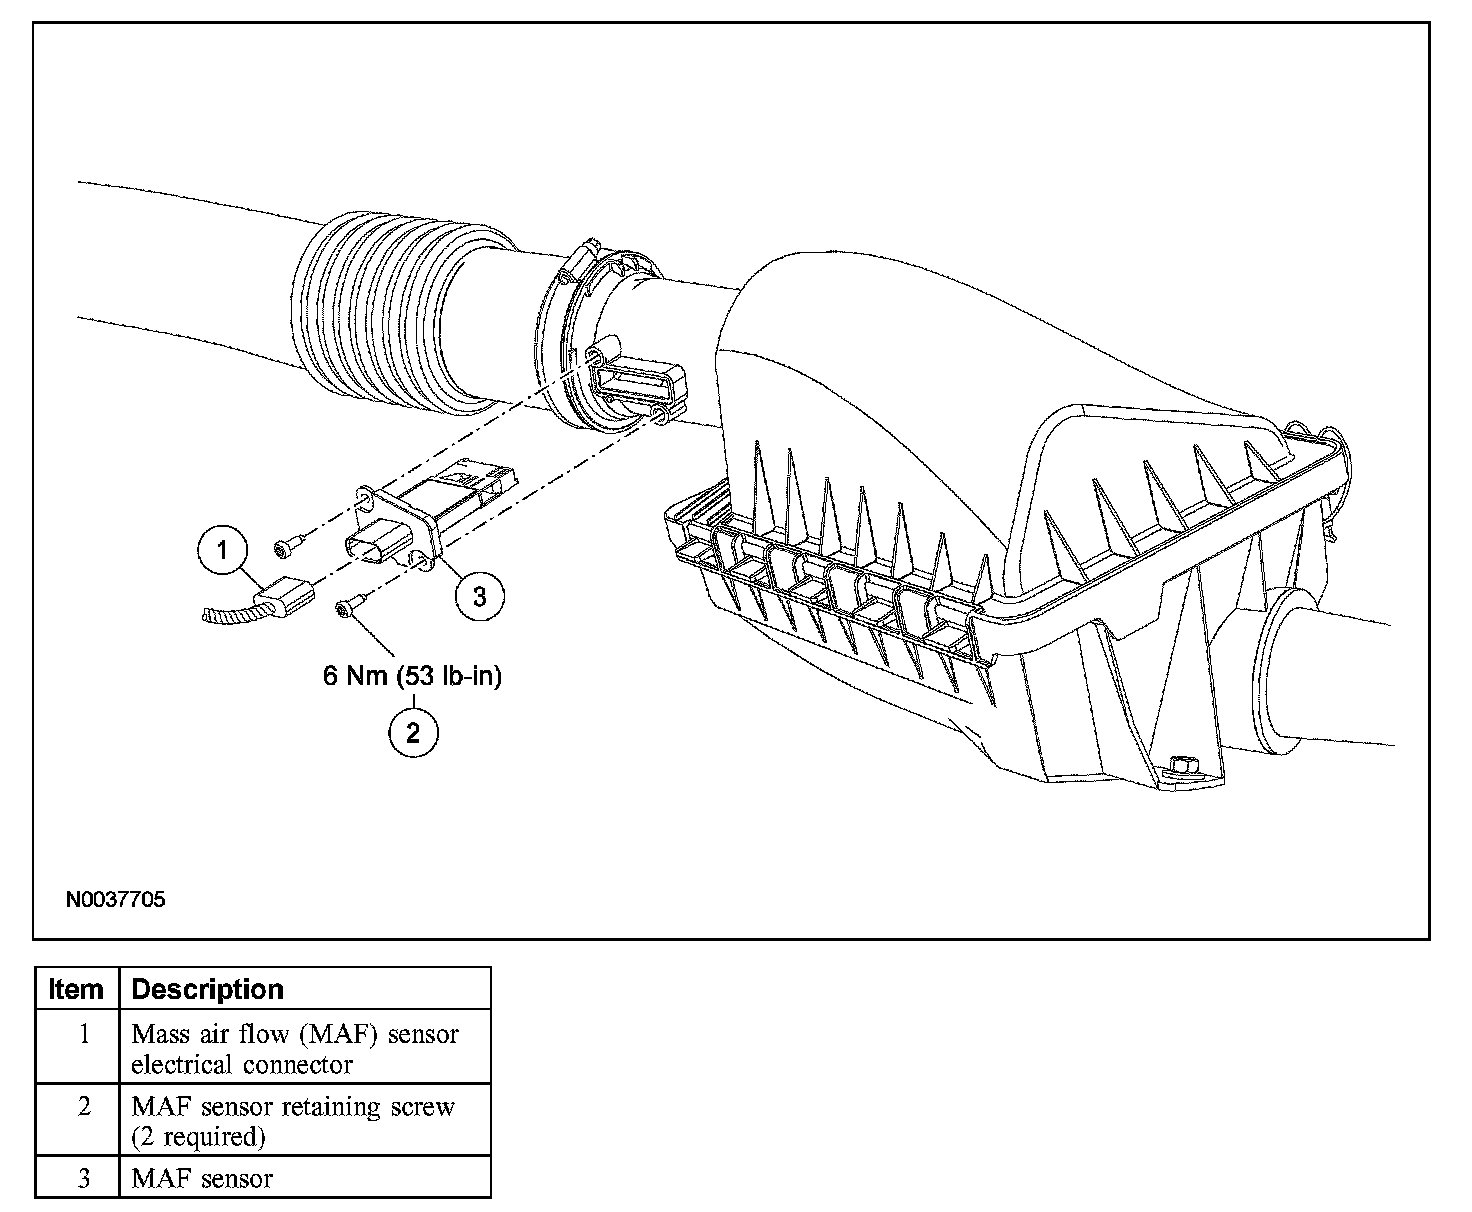 1
3
6 Nm (53 lb-in)
2
N0037705
Item Description
1 Mass air flow (MAF) sensor
electrical connector
2 MAF sensor retaining screw
(2 required)
3 MAF sensor